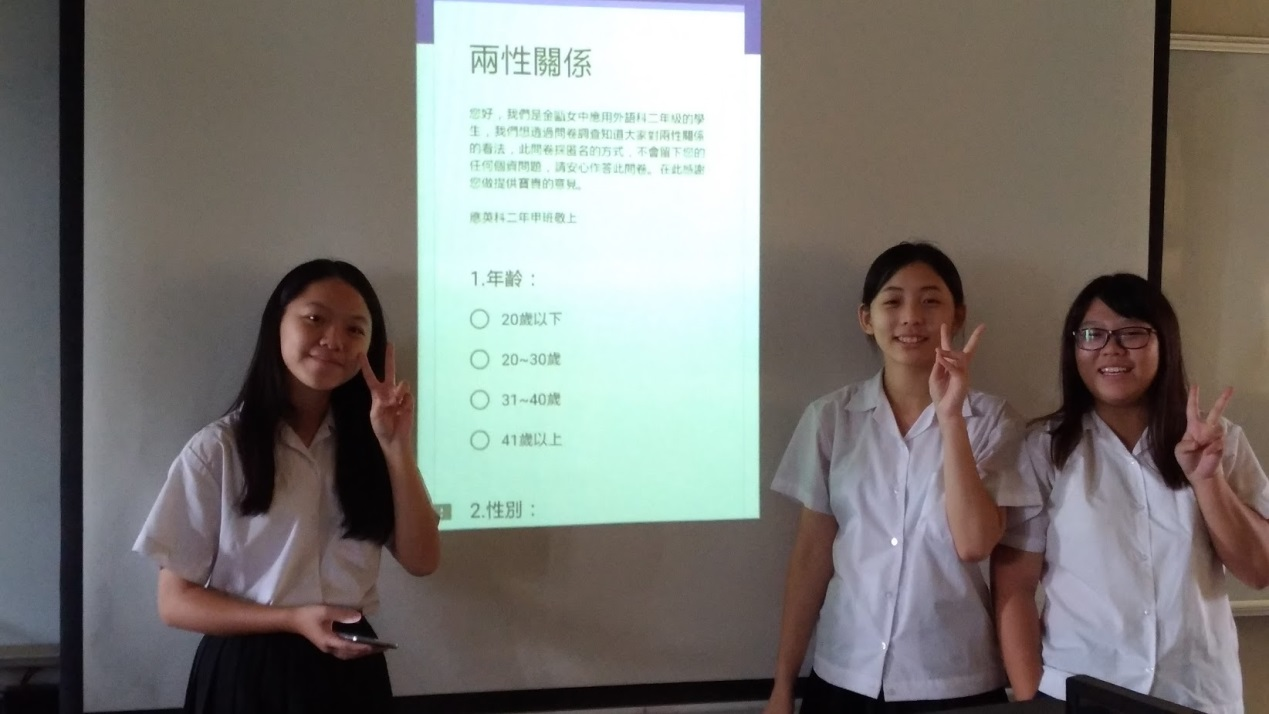 兩性關係
您好，我們是金甌女中應用外語科二年級的學
生，我們想透過問卷調查知道大家對兩性關係
的看法，此問卷採匿名的方式，不會留下您的
任何個資問題，請安心作答此問卷。在此感謝
您做提供寶貴的意見。
應英科二年甲班敬上
1.年齡：
20歲以下
20~30歲
31~40歲
41歲以上
2.性別：